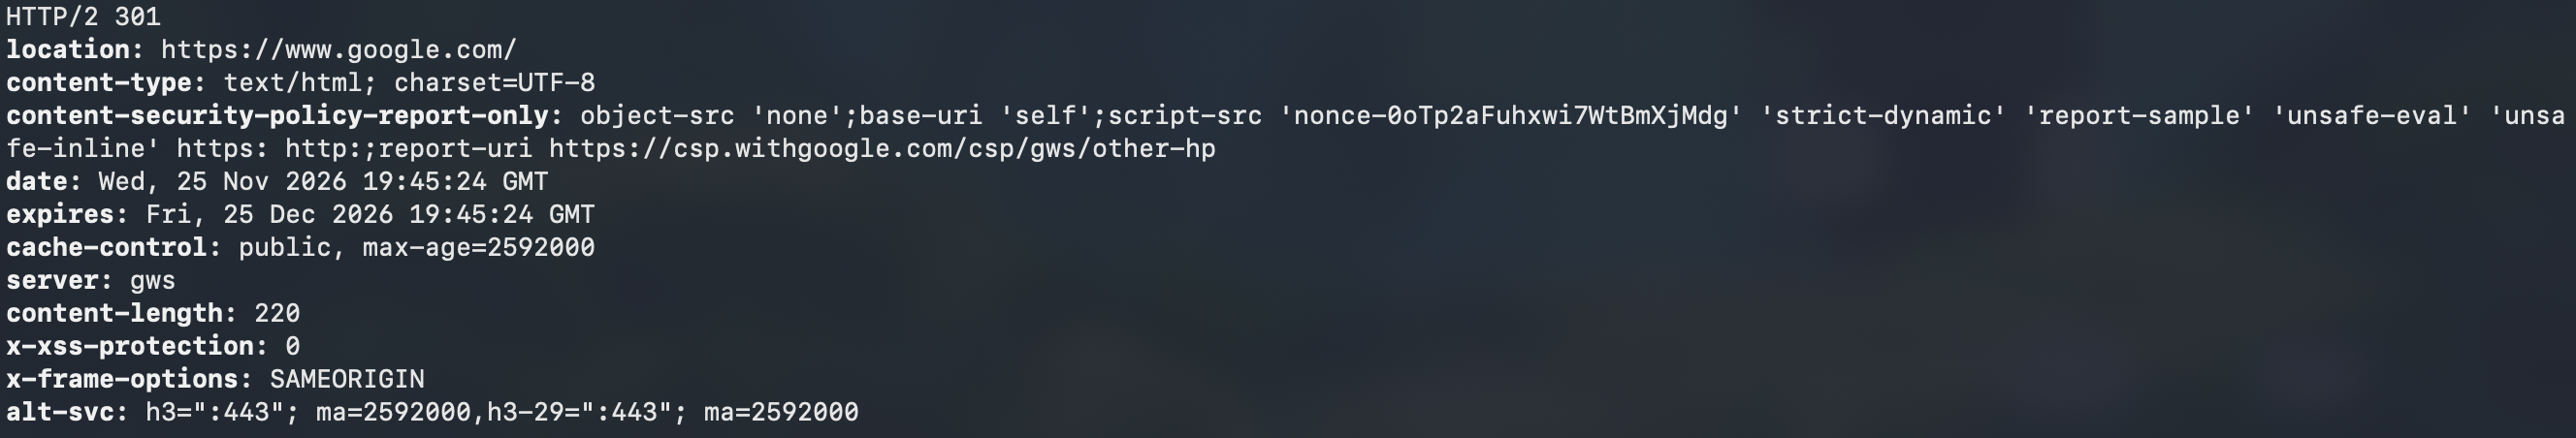 HTTP/2 301
location: https://www.google.com/
content-type: text/html; charset=UTF-8
content-security-policy-report-only: object-src 'none';base-uri 'self';script-src 'nonce-0oTp2aFuhxwi7WtBmXjMdg' 'strict-dynamic' 'report-sample' 'unsafe-eval' 'unsa
fe-inline' https: http:;report-uri https://csp.withgoogle.com/csp/gws/other-hp
date: Wed, 25 Nov 2026 19:45:24 GMT
expires: Fri, 25 Dec 2026 19:45:24 GMT
cache-control: public, max-age=2592000
server: gws
content-length: 220
x-xss-protection: 0
x-frame-options: SAMEORIGIN
alt-svc: h3=":443"; ma=2592000,h3-29=":443"; ma=2592000